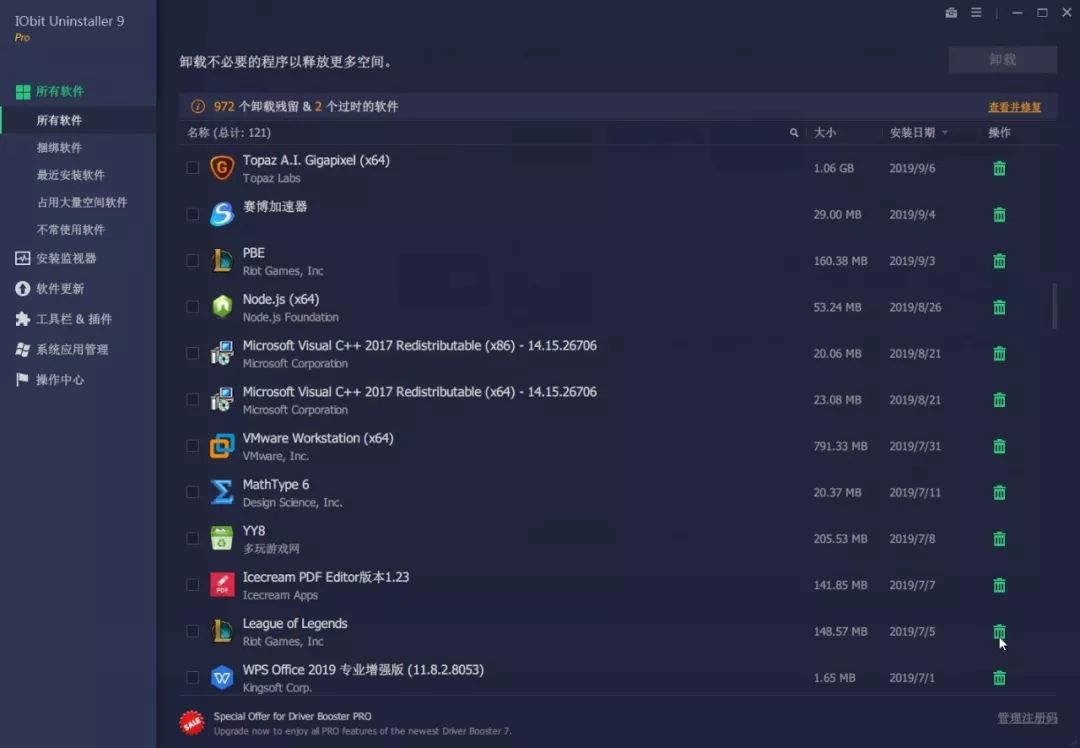 IObit Uninstaller 9
Pro
所有软件
所有软件
捆绑软件
最近安装软件
占用大量空间软件
不常使用软件
安装监视器
软件更新
工具栏 & 插件
系统应用管理
操作中心
卸载不必要的程序以释放更多空间。
卸载
972 个卸载残留 & 2 个过时的软件
查看并修复
名称 (总计: 121) 大小 安装日期 操作
Topaz A.I. Gigapixel (x64)
Topaz Labs
1.06 GB 2019/9/6
赛博加速器
29.00 MB 2019/9/4
PBE
Riot Games, Inc
160.38 MB 2019/9/3
Node.js (x64)
Node.js Foundation
53.24 MB 2019/8/26
Microsoft Visual C++ 2017 Redistributable (x86) - 14.15.26706
Microsoft Corporation
20.06 MB 2019/8/21
Microsoft Visual C++ 2017 Redistributable (x64) - 14.15.26706
Microsoft Corporation
23.08 MB 2019/8/21
VMware Workstation (x64)
VMware, Inc.
791.33 MB 2019/7/31
MathType 6
Design Science, Inc.
20.37 MB 2019/7/11
YY8
多玩游戏网
205.53 MB 2019/7/8
PDF
Icecream PDF Editor版本1.23
Icecream Apps
141.85 MB 2019/7/7
League of Legends
Riot Games, Inc
148.57 MB 2019/7/5
WPS Office 2019 专业增强版 (11.8.2.8053)
Kingsoft Corp.
1.65 MB 2019/7/1
SALE
Special Offer for Driver Booster PRO
Upgrade now to enjoy all PRO features of the newest Driver Booster 7.
管理注册码